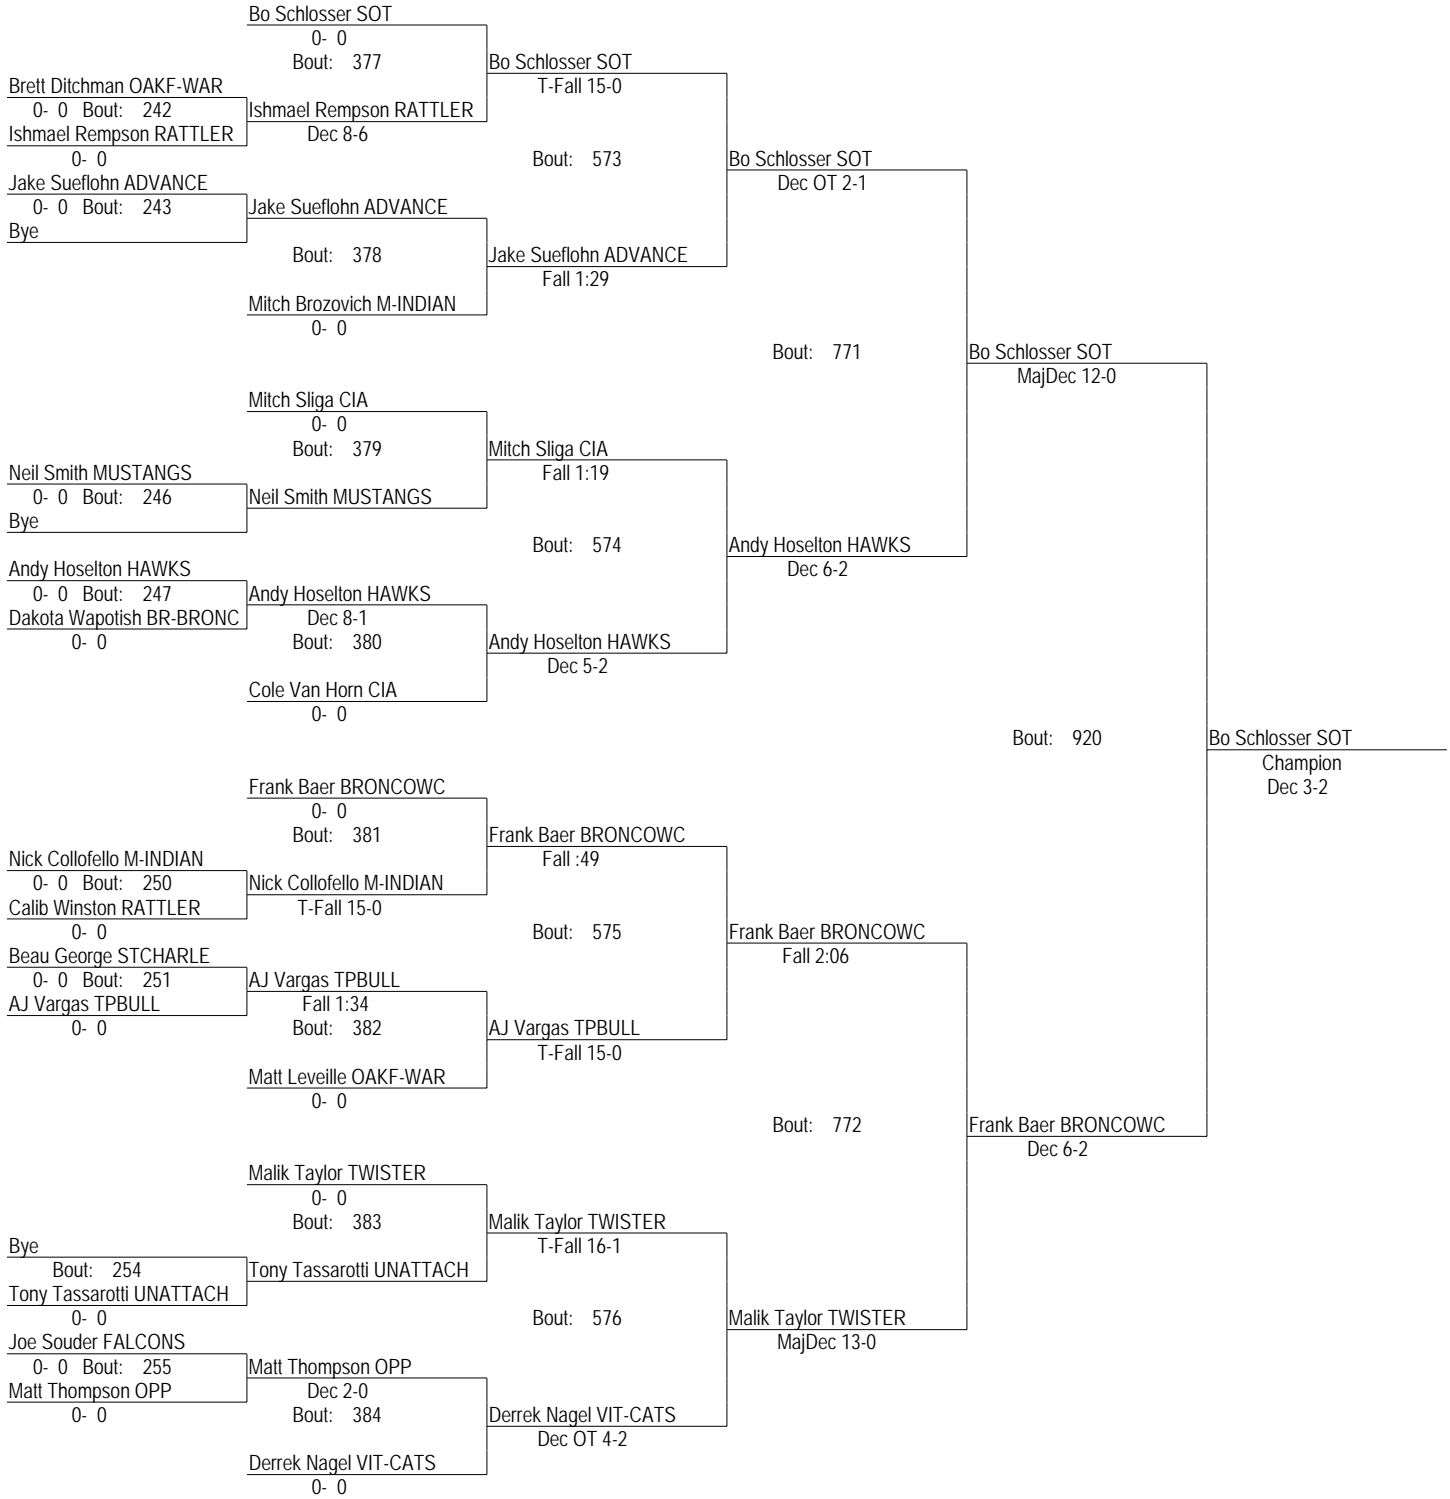 Bo Schlosser SOT
0- 0
Bout: 377
Bo Schlosser SOT
T-Fall 15-0
Brett Ditchman OAKF-WAR
0- 0 Bout: 242
Ishmael Rempson RATTLER
Dec 8-6
Ishmael Rempson RATTLER
0- 0
Bout: 573
Bo Schlosser SOT
Dec OT 2-1
Jake Sueflohn ADVANCE
0- 0 Bout: 243
Jake Sueflohn ADVANCE
Bye
Bout: 378
Jake Sueflohn ADVANCE
Fall 1:29
Mitch Brozovich M-INDIAN
0- 0
Bout: 771
Bo Schlosser SOT
MajDec 12-0
Mitch Sliga CIA
0- 0
Bout: 379
Mitch Sliga CIA
Fall 1:19
Neil Smith MUSTANGS
0- 0 Bout: 246
Neil Smith MUSTANGS
Bye
Bout: 574
Andy Hoselton HAWKS
Dec 6-2
Andy Hoselton HAWKS
0- 0 Bout: 247
Andy Hoselton HAWKS
Dakota Wapotish BR-BRONC
Dec 8-1
0- 0
Bout: 380
Andy Hoselton HAWKS
Dec 5-2
Cole Van Horn CIA
0- 0
Bout: 920
Bo Schlosser SOT
Champion
Dec 3-2
Frank Baer BRONCOWC
0- 0
Bout: 381
Frank Baer BRONCOWC
Fall :49
Nick Collofello M-INDIAN
0- 0 Bout: 250
Nick Collofello M-INDIAN
Calib Winston RATTLER
T-Fall 15-0
0- 0
Bout: 575
Frank Baer BRONCOWC
Fall 2:06
Beau George STCHARLE
0- 0 Bout: 251
AJ Vargas TPBULL
AJ Vargas TPBULL
Fall 1:34
0- 0
Bout: 382
AJ Vargas TPBULL
T-Fall 15-0
Matt Leveille OAKF-WAR
0- 0
Bout: 772
Frank Baer BRONCOWC
Dec 6-2
Malik Taylor TWISTER
0- 0
Bout: 383
Malik Taylor TWISTER
T-Fall 16-1
Bye
Bout: 254
Tony Tassarotti UNATTACH
Tony Tassarotti UNATTACH
0- 0
Bout: 576
Malik Taylor TWISTER
MajDec 13-0
Joe Souder FALCONS
0- 0 Bout: 255
Matt Thompson OPP
Matt Thompson OPP
Dec 2-0
0- 0
Bout: 384
Derrek Nagel VIT-CATS
Dec OT 4-2
Derrek Nagel VIT-CATS
0- 0